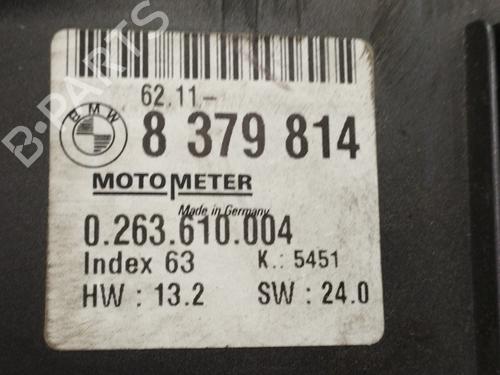 62.11-
BMW
8 379 814
MOTOMETER
Made in Germany
0.263.610.004
Index 63 K.: 5451
HW : 13.2 SW : 24.0
B-PARTS